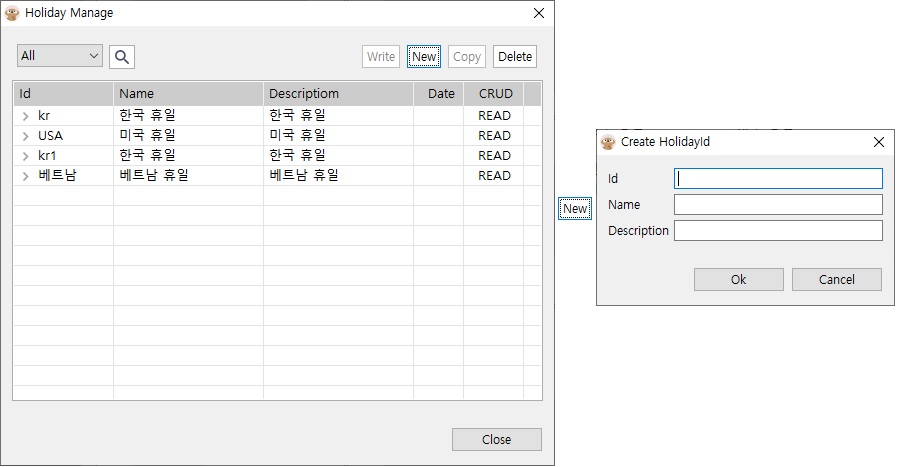 Holiday Manage
All Write New Copy Delete
Id Name Descriptiom Date CRUD
kr 한국 휴일 한국 휴일 READ
USA 미국 휴일 미국 휴일 READ
kr1 한국 휴일 한국 휴일 READ
베트남 베트남 휴일 베트남 휴일 READ
Close
New
Create HolidayId
Id
Name
Description
Ok Cancel